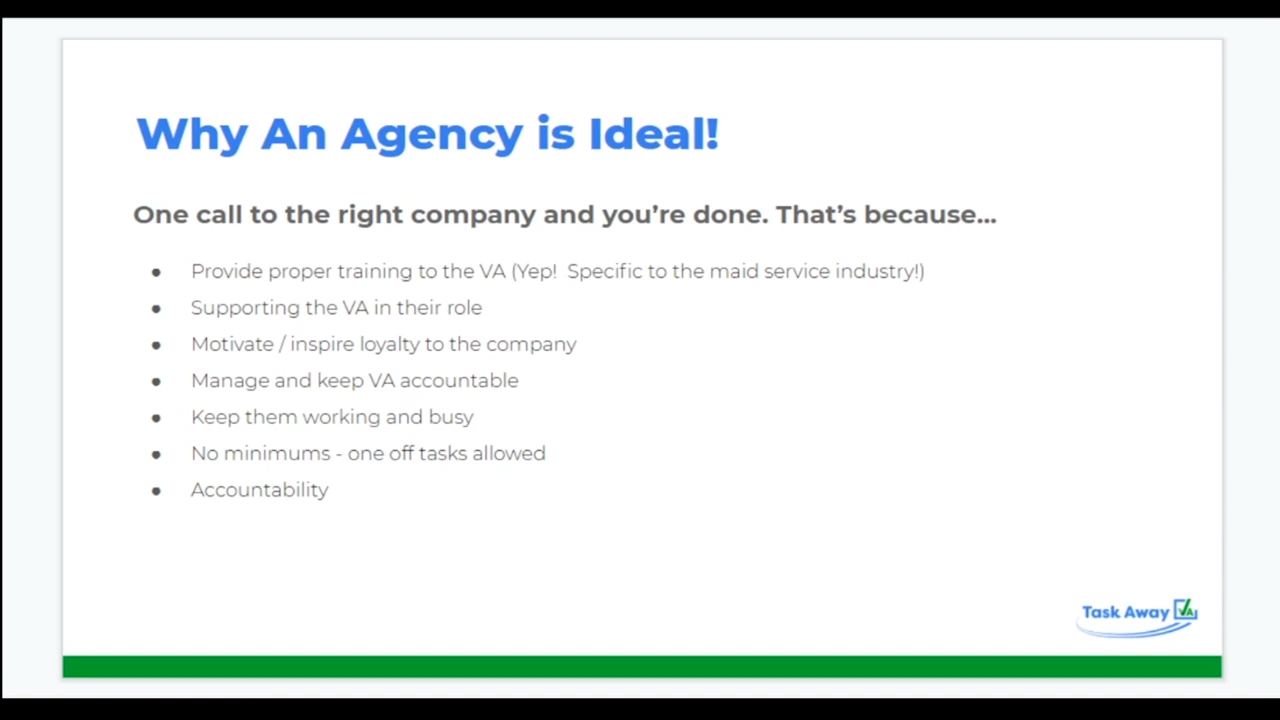 Why An Agency is Ideal!
One call to the right company and you're done. That's because...
● Provide proper training to the VA (Yep!  Specific to the maid service industry!)
● Supporting the VA in their role
● Motivate / inspire loyalty to the company
● Manage and keep VA accountable
● Keep them working and busy
● No minimums - one off tasks allowed
● Accountability
Task Away VA